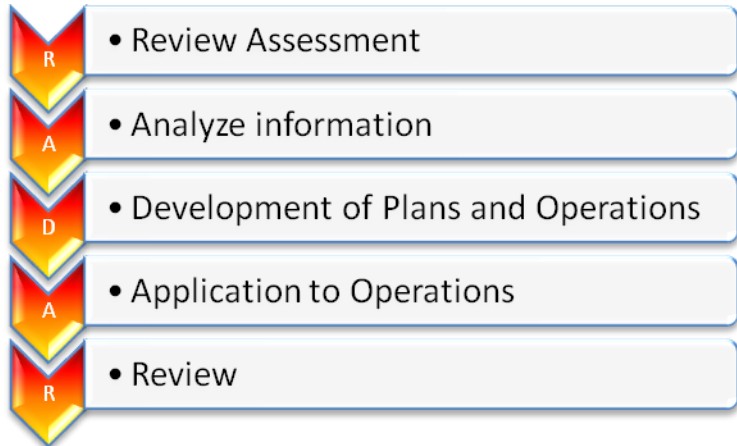 R • Review Assessment
A • Analyze information
D • Development of Plans and Operations
A • Application to Operations
R • Review